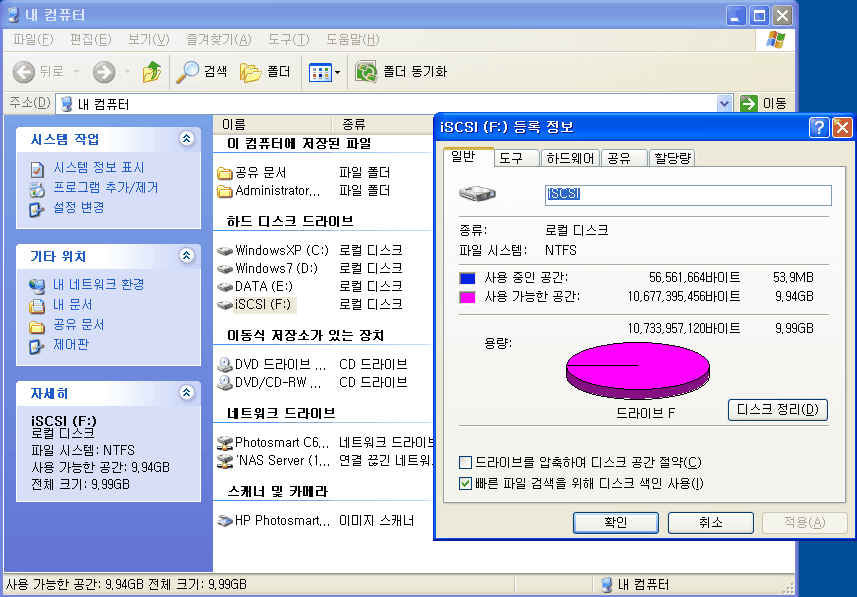 내 컴퓨터
파일(F) 편집(E) 보기(V) 즐겨찾기(A) 도구(T) 도움말(H)
뒤로 검색 폴더 폴더 동기화
주소(D) 내 컴퓨터 이동
시스템 작업
시스템 정보 표시
프로그램 추가/제거
설정 변경
기타 위치
내 네트워크 환경
내 문서
공유 문서
제어판
자세히
iSCSI (F:)
로컬 디스크
파일 시스템: NTFS
사용 가능한 공간: 9,94GB
전체 크기: 9,99GB
이름 종류
이 컴퓨터에 저장된 파일
공유 문서 파일 폴더
Administrator... 파일 폴더
하드 디스크 드라이브
WindowsXP (C:) 로컬 디스크
Windows7 (D:) 로컬 디스크
DATA (E:) 로컬 디스크
iSCSI (F:) 로컬 디스크
이동식 저장소가 있는 장치
DVD 드라이브 ... CD 드라이브
DVD/CD-RW ... CD 드라이브
네트워크 드라이브
Photosmart C6... 네트워크 드라이브
'NAS Server (1... 연결 끊긴 네트워.
스캐너 및 카메라
HP Photosmart... 이미지 스캐너
iSCSI (F:) 등록 정보
일반 도구 하드웨어 공유 할당량
iSCSI
종류: 로컬 디스크
파일 시스템: NTFS
사용 중인 공간: 56,561,664바이트 53,9MB
사용 가능한 공간: 10,677,395,456바이트 9,94GB
10,733,957,120바이트 9,99GB
용량:
드라이브 F
디스크 정리(D)
드라이브를 압축하여 디스크 공간 절약(C)
빠른 파일 검색을 위해 디스크 색인 사용(I)
확인 취소 적용(A)
사용 가능한 공간: 9,94GB 전체 크기: 9,99GB 내 컴퓨터